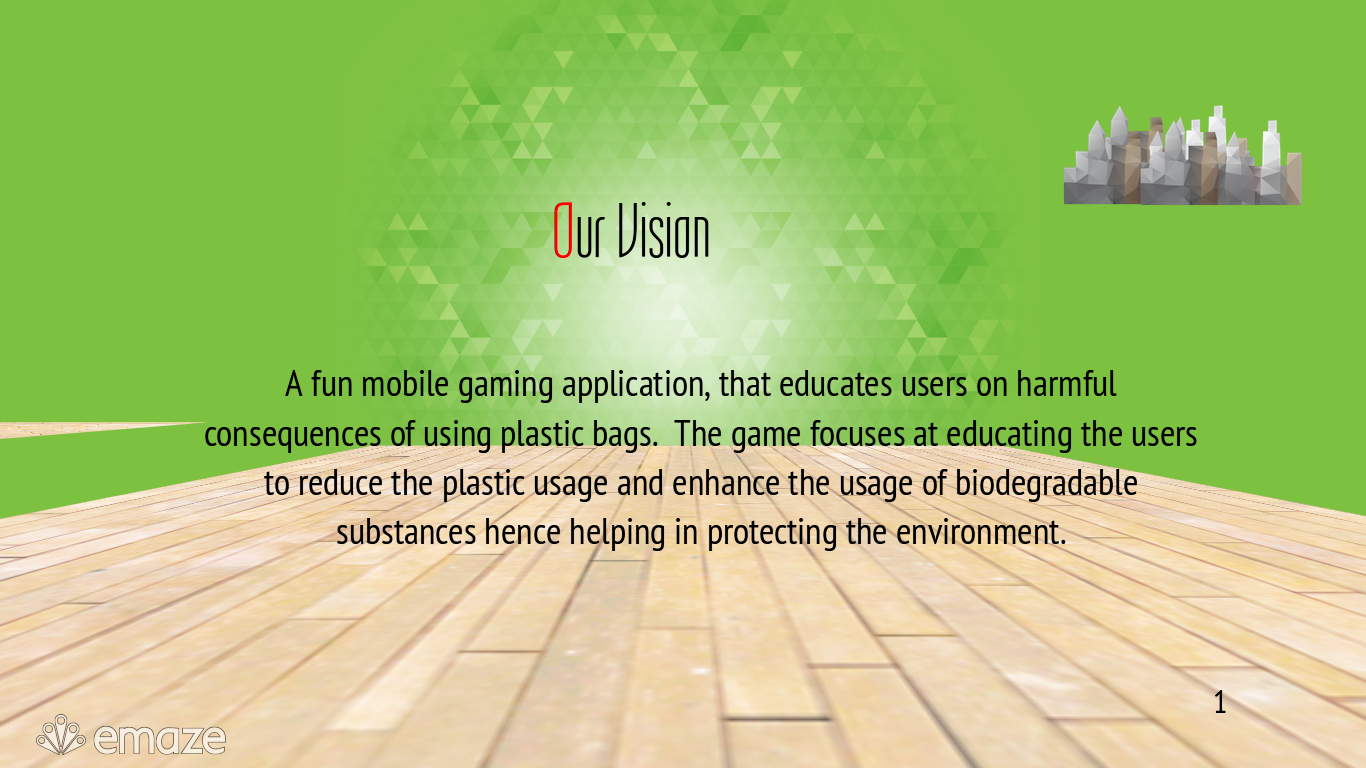 Our Vision
A fun mobile gaming application, that educates users on harmful
consequences of using plastic bags.  The game focuses at educating the users
to reduce the plastic usage and enhance the usage of biodegradable
substances hence helping in protecting the environment.
1
emaze